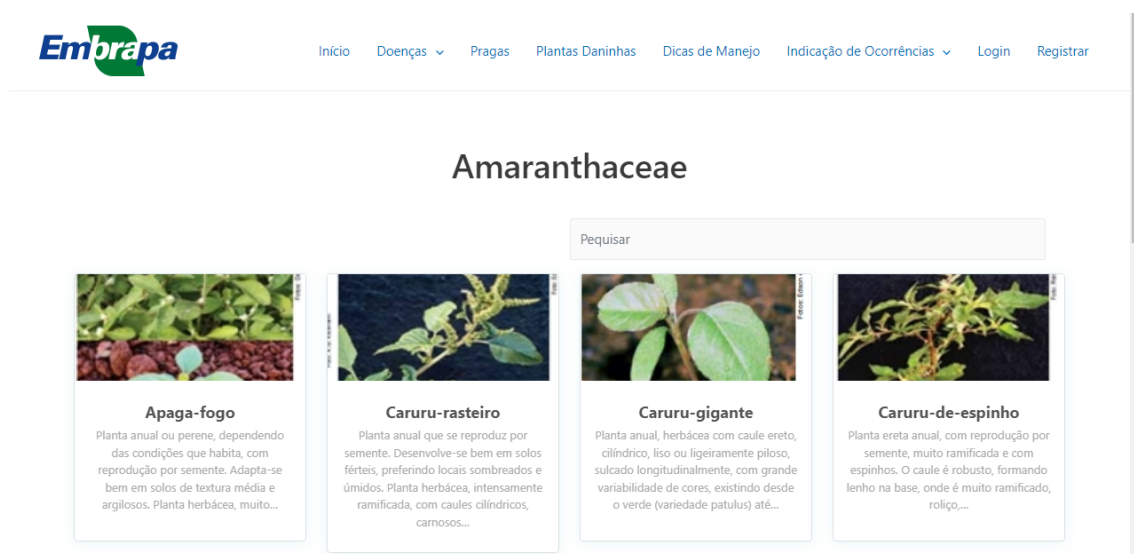 Embrapa
Início Doenças Pragas Plantas Daninhas Dicas de Manejo Indicação de Ocorrências Login Registrar
Amaranthaceae
Pequisar
Apaga-fogo
Planta anual ou perene, dependendo
das condições que habita, com
reprodução por semente. Adapta-se
bem em solos de textura média e
argilosos. Planta herbácea, muito...
Caruru-rasteiro
Planta anual que se reproduz por
semente. Desenvolve-se bem em solos
férteis, preferindo locais sombreados e
úmidos. Planta herbácea, intensamente
ramificada, com caules cilíndricos,
carnosos...
Caruru-gigante
Planta anual, herbácea com caule ereto,
cilíndrico, liso ou ligeiramente piloso,
sulcado longitudinalmente, com grande
variabilidade de cores, existindo desde
o verde (variedade patulus) até...
Caruru-de-espinho
Planta ereta anual, com reprodução por
semente, muito ramificada e com
espinhos. O caule é robusto, formando
lenho na base, onde é muito ramificado,
roliço,...